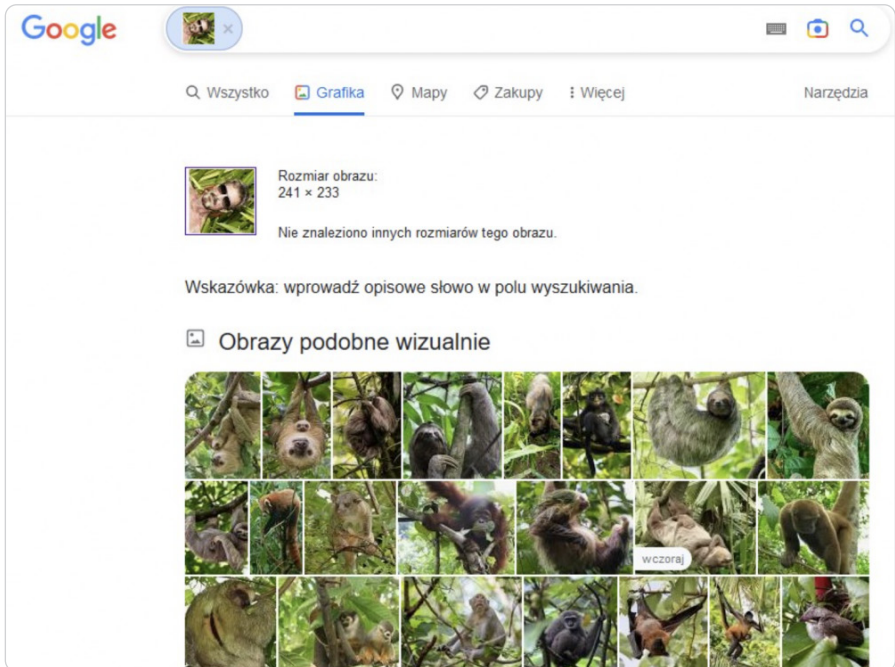 Google
Wszystko Grafika Mapy Zakupy Więcej Narzędzia
Rozmiar obrazu:
241 × 233
Nie znaleziono innych rozmiarów tego obrazu.
Wskazówka: wprowadź opisowe słowo w polu wyszukiwania.
Obrazy podobne wizualnie
wczoraj